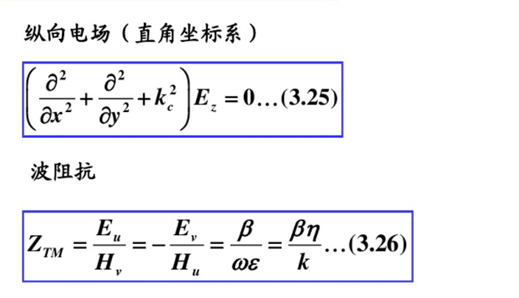 纵向电场（直角坐标系）
(∂²/∂x² + ∂²/∂y² + k_c²) E_z = 0…(3.25)
波阻抗
Z_TM = E_u/H_v = −E_v/H_u = β/ωε = βη/k …(3.26)